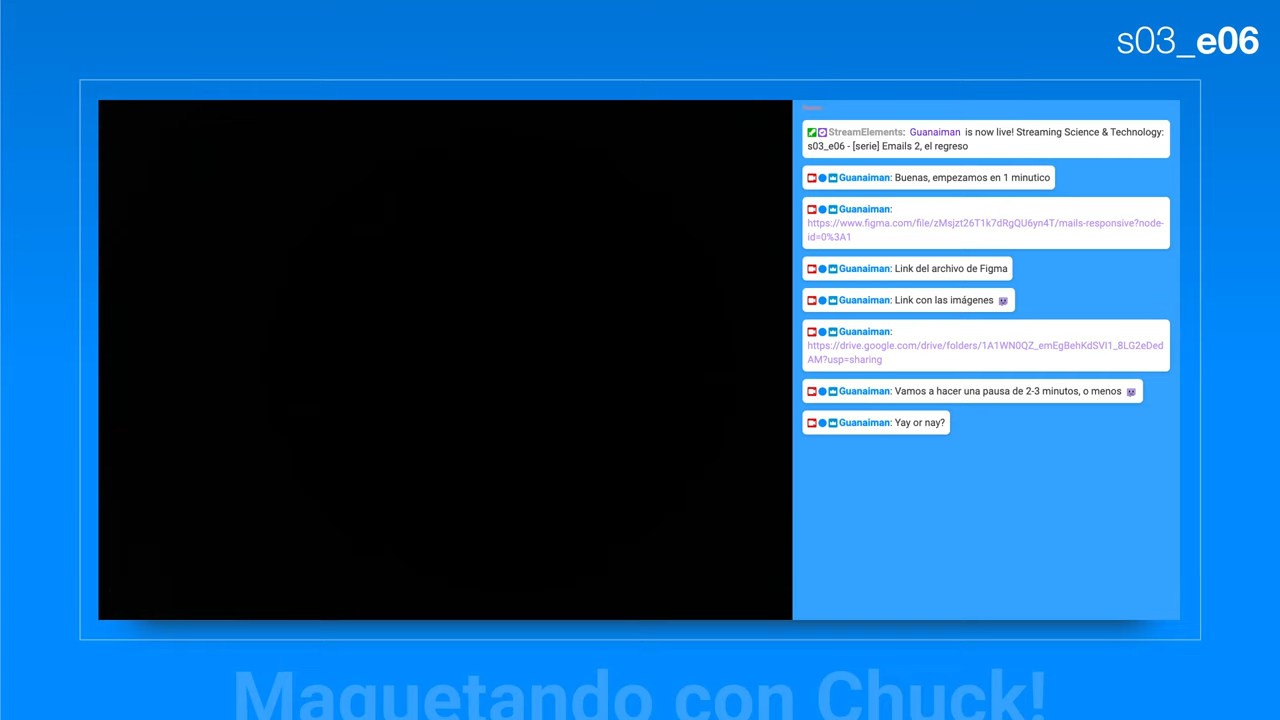 s03_e06
StreamElements: Guanaiman is now live! Streaming Science & Technology:
s03_e06 - [serie] Emails 2, el regreso
Guanaiman: Buenas, empezamos en 1 minutico
Guanaiman:
https://www.figma.com/file/zMsjzt26T1k7dRgQU6yn4T/mails-responsive?node-
id=0%3A1
Guanaiman: Link del archivo de Figma
Guanaiman: Link con las imágenes
Guanaiman:
https://drive.google.com/drive/folders/1A1WN0QZ_emEgBehKdSVI1_8LG2eDed
AM?usp=sharing
Guanaiman: Vamos a hacer una pausa de 2-3 minutos, o menos
Guanaiman: Yay or nay?
Maquetando con Chuck!